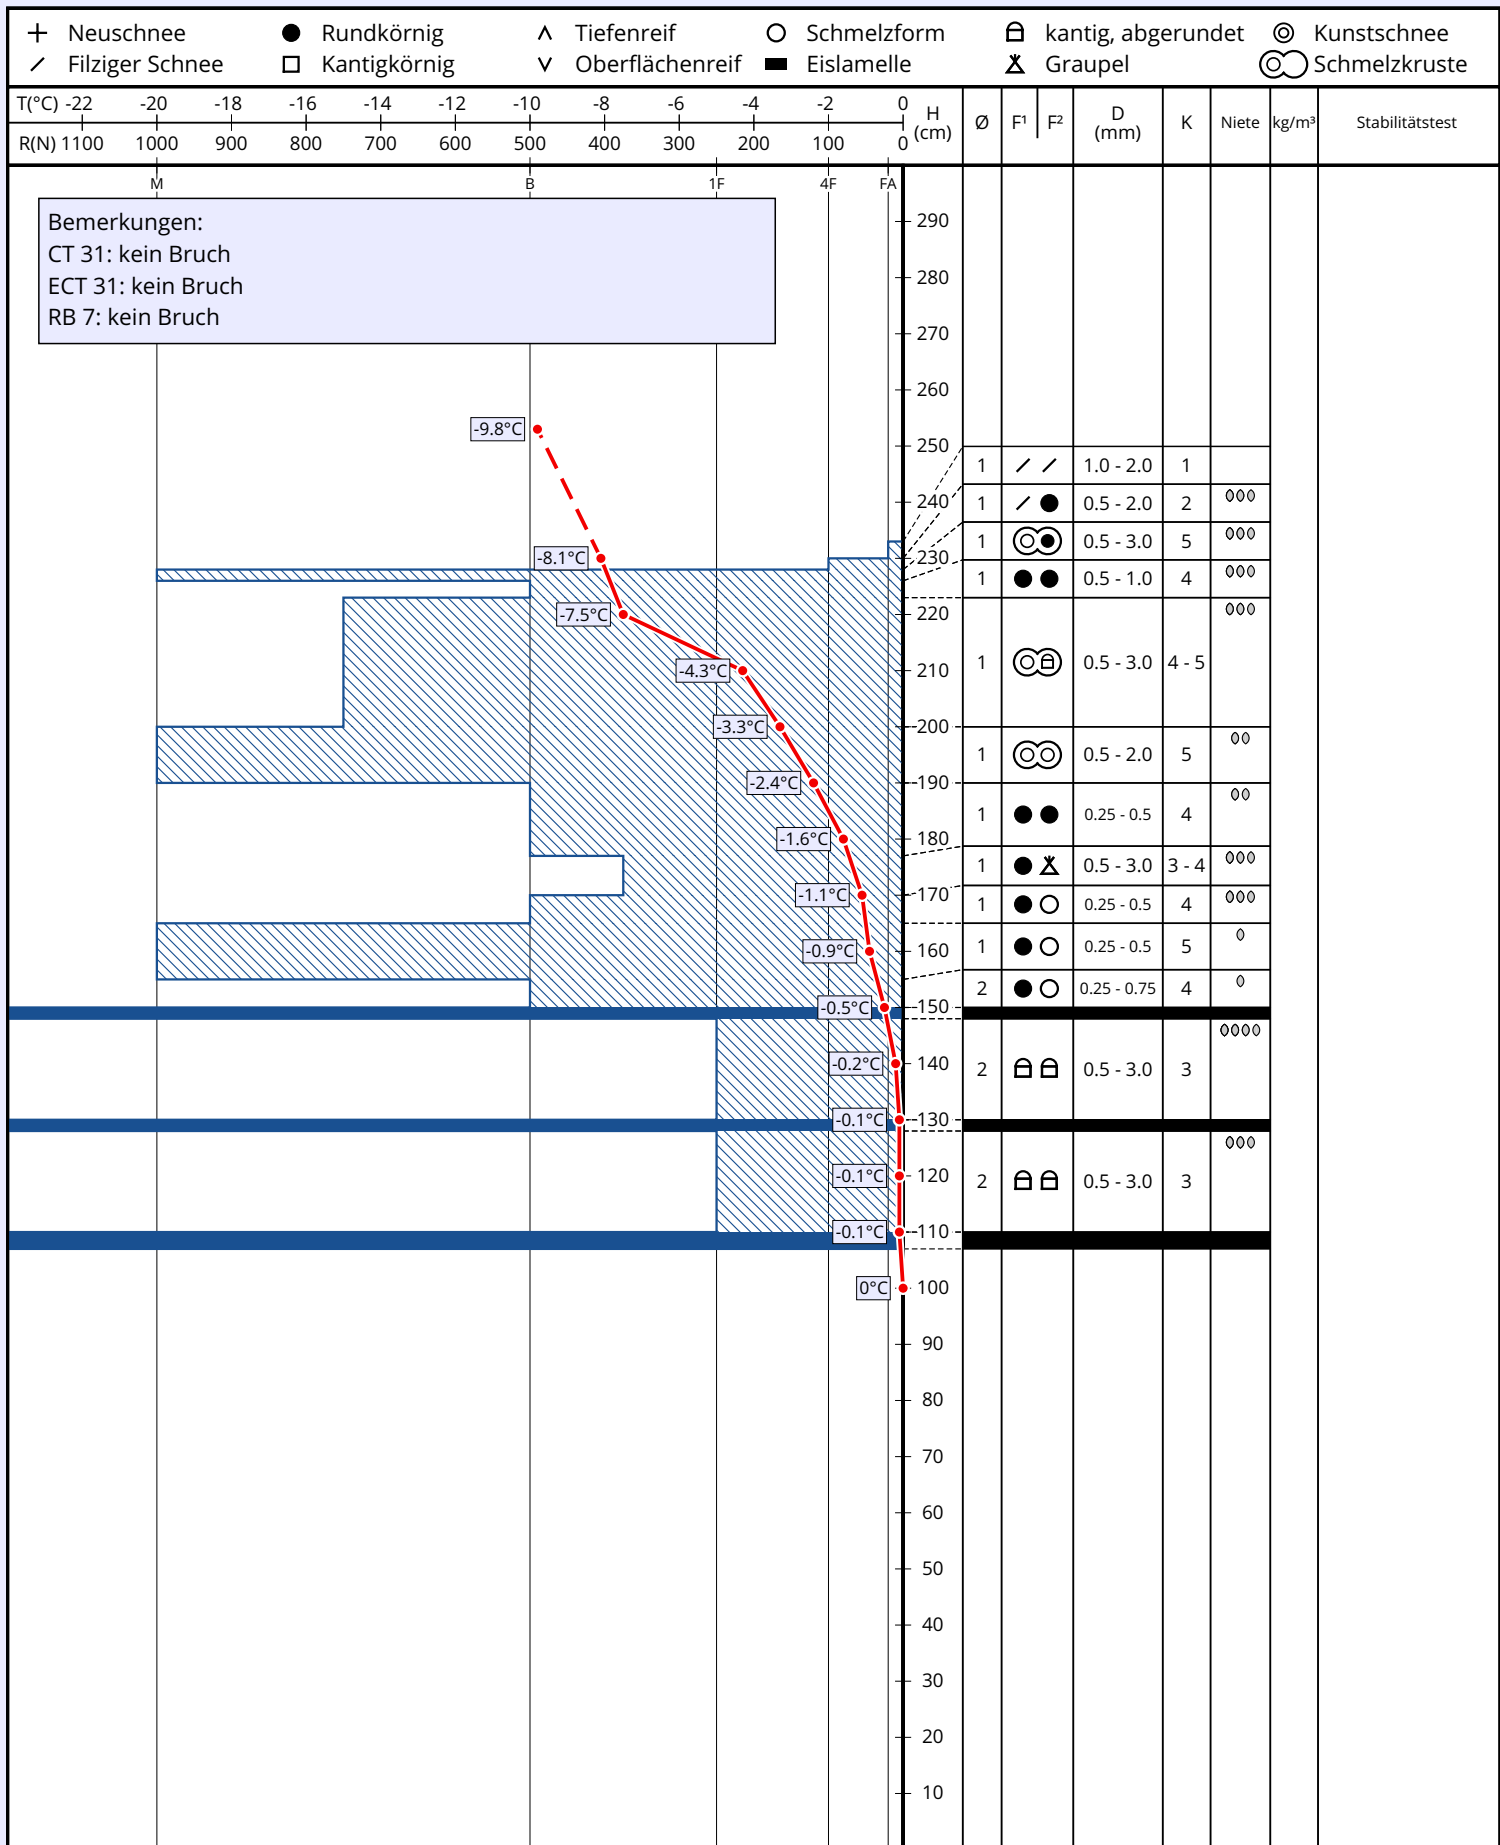 Neuschnee Rundkörnig Tiefenreif Schmelzform kantig, abgerundet Kunstschnee
Filziger Schnee Kantigkörnig Oberflächenreif Eislamelle Graupel Schmelzkruste
T(°C) -22 -20 -18 -16 -14 -12 -10 -8 -6 -4 -2 0
R(N) 1100 1000 900 800 700 600 500 400 300 200 100 0
H (cm) Ø F¹ F² D (mm) K Niete kg/m³ Stabilitätstest
M B 1F 4F FA
Bemerkungen:
CT 31: kein Bruch
ECT 31: kein Bruch
RB 7: kein Bruch
290
280
270
260
-9.8°C
250
1 1.0 - 2.0 1
240
1 0.5 - 2.0 2
1 0.5 - 3.0 5
-8.1°C 230
1 0.5 - 1.0 4
-7.5°C 220
1 0.5 - 3.0 4 - 5
-4.3°C 210
-3.3°C 200
1 0.5 - 2.0 5
-2.4°C 190
1 0.25 - 0.5 4
-1.6°C 180
1 0.5 - 3.0 3 - 4
-1.1°C 170
1 0.25 - 0.5 4
1 0.25 - 0.5 5
-0.9°C 160
2 0.25 - 0.75 4
-0.5°C 150
-0.2°C 140
2 0.5 - 3.0 3
-0.1°C 130
-0.1°C 120
2 0.5 - 3.0 3
-0.1°C 110
0°C 100
90
80
70
60
50
40
30
20
10